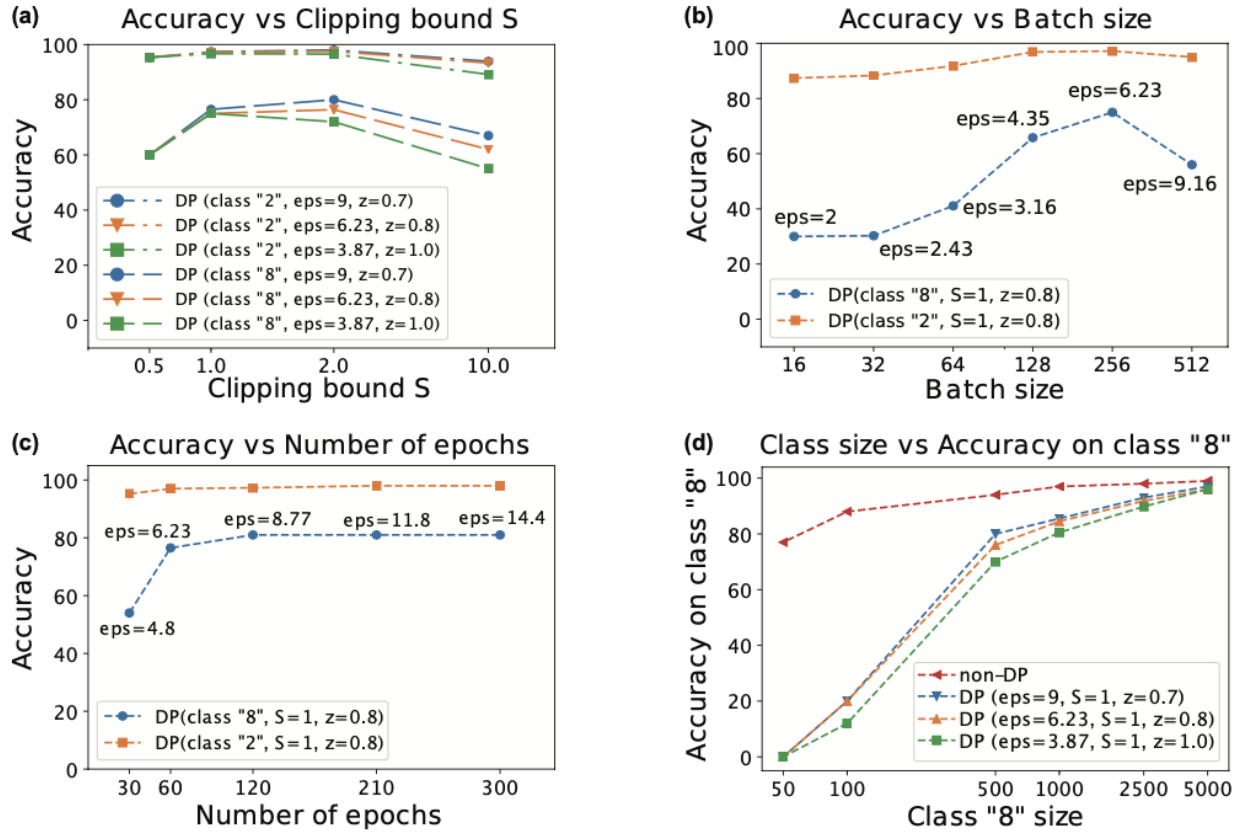 (a)
Accuracy vs Clipping bound S
Accuracy
100
80
60
40
20
0
DP (class "2", eps=9, z=0.7)
DP (class "2", eps=6.23, z=0.8)
DP (class "2", eps=3.87, z=1.0)
DP (class "8", eps=9, z=0.7)
DP (class "8", eps=6.23, z=0.8)
DP (class "8", eps=3.87, z=1.0)
0.5 1.0 2.0 10.0
Clipping bound S
(b)
Accuracy vs Batch size
Accuracy
100
80
60
40
20
0
eps=2
eps=2.43
eps=3.16
eps=4.35
eps=6.23
eps=9.16
DP(class "8", S=1, z=0.8)
DP(class "2", S=1, z=0.8)
16 32 64 128 256 512
Batch size
(c)
Accuracy vs Number of epochs
Accuracy
100
80
60
40
20
0
eps=4.8
eps=6.23
eps=8.77
eps=11.8
eps=14.4
DP(class "8", S=1, z=0.8)
DP(class "2", S=1, z=0.8)
30 60 120 210 300
Number of epochs
(d)
Class size vs Accuracy on class "8"
Accuracy on class "8"
100
80
60
40
20
0
non-DP
DP (eps=9, S=1, z=0.7)
DP (eps=6.23, S=1, z=0.8)
DP (eps=3.87, S=1, z=1.0)
50 100 500 1000 2500 5000
Class "8" size